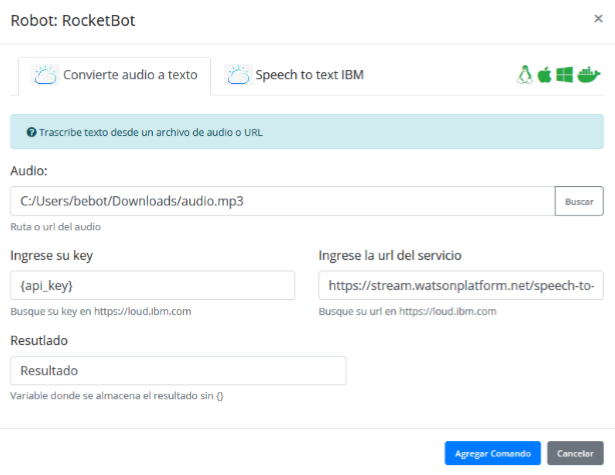 Robot: RocketBot
×
Convierte audio a texto
Speech to text IBM
Trascribe texto desde un archivo de audio o URL
Audio:
C:/Users/bebot/Downloads/audio.mp3
Buscar
Ruta o url del audio
Ingrese su key
Ingrese la url del servicio
{api_key}
https://stream.watsonplatform.net/speech-to-
Busque su key en https://loud.ibm.com
Busque su url en https://loud.ibm.com
Resutlado
Resultado
Variable donde se almacena el resultado sin {}
Agregar Comando
Cancelar